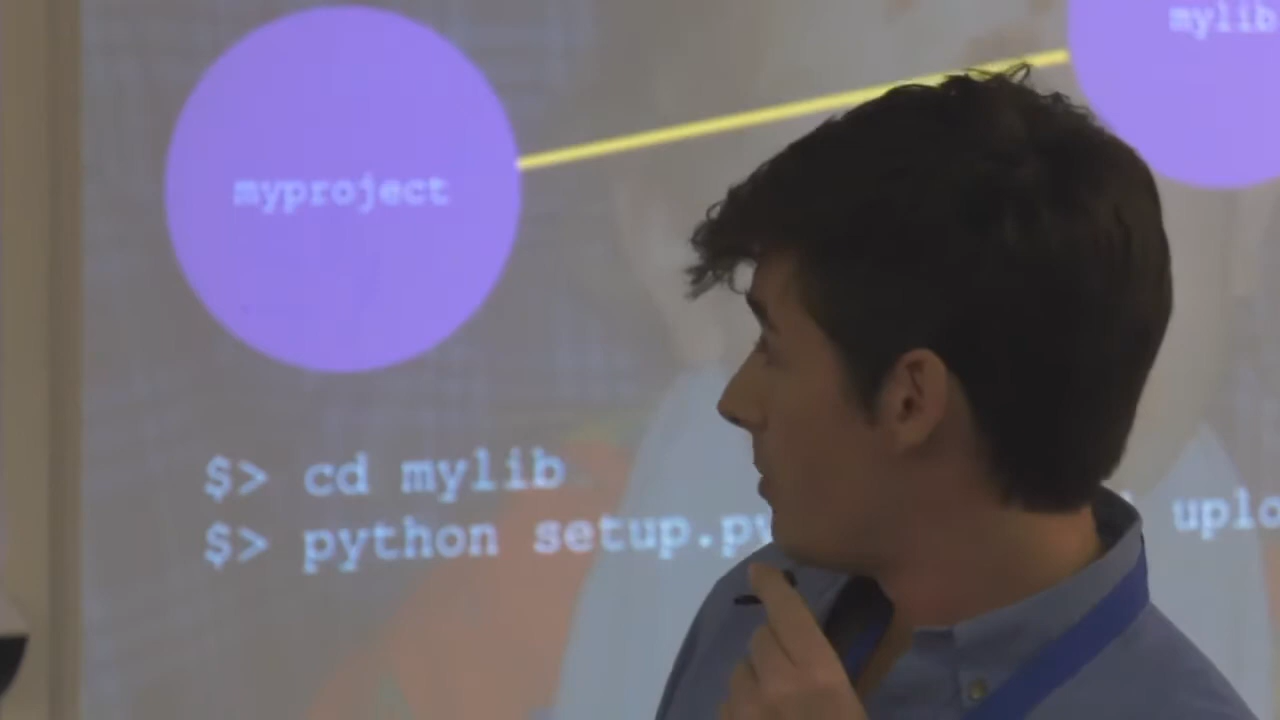 mylib
myproject
$> cd mylib
$> python setup.py uplo